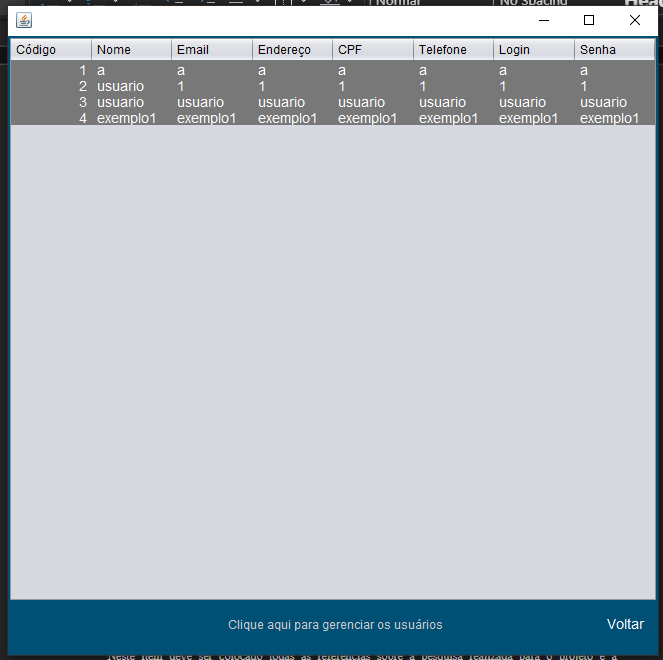 Normal No Spacing
Código Nome Email Endereço CPF Telefone Login Senha
1 a a a a a a a
2 usuario 1 1 1 1 1 1
3 usuario usuario usuario usuario usuario usuario usuario
4 exemplo1 exemplo1 exemplo1 exemplo1 exemplo1 exemplo1 exemplo1
Clique aqui para gerenciar os usuários Voltar
Neste item deve ser colocado todas as referências sobre a pesquisa realizada para o projeto e a